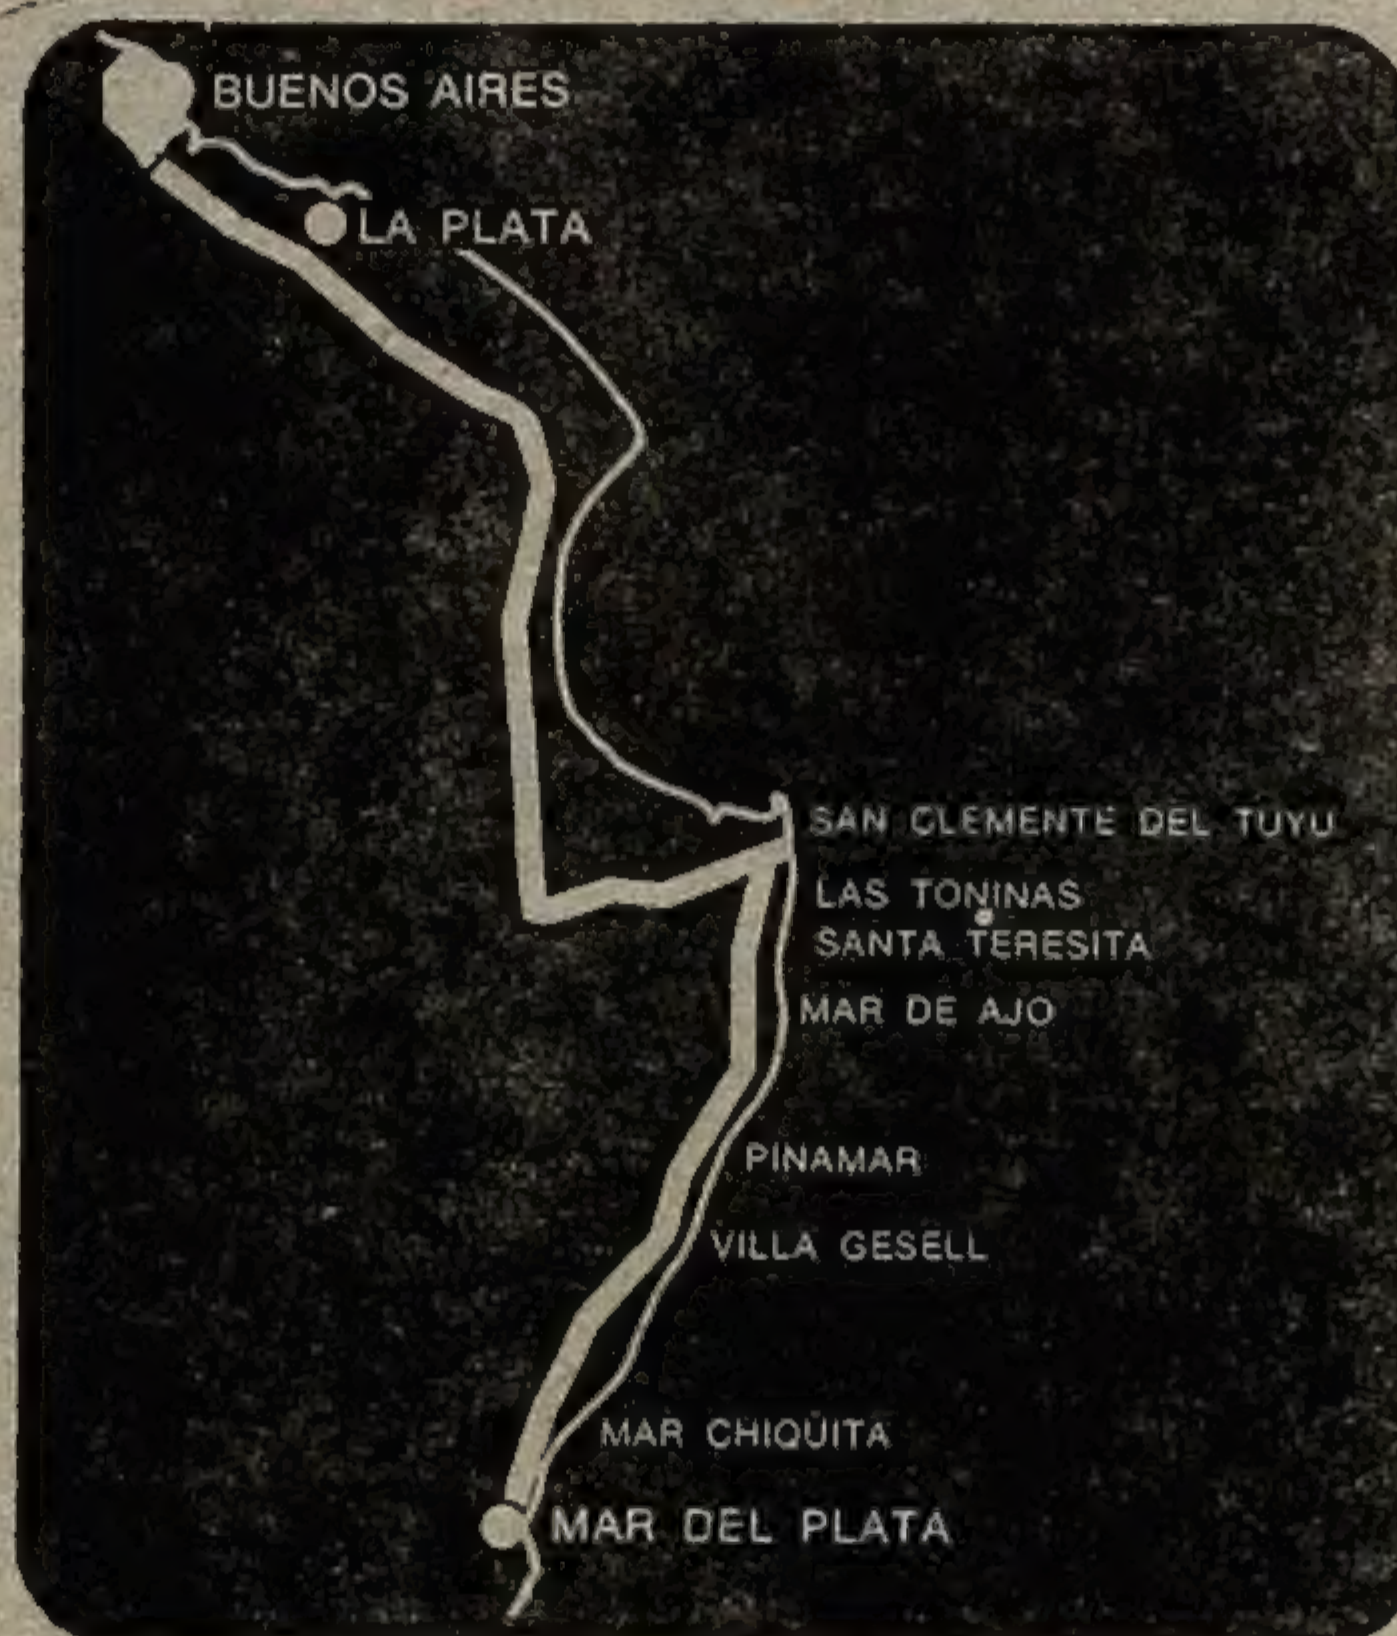 BUENOS AIRES
LA PLATA
SAN CLEMENTE DEL TUYU
LAS TONINAS
SANTA TERESITA
MAR DE AJO
PINAMAR
VILLA GESELL
MAR CHIQUITA
MAR DEL PLATA